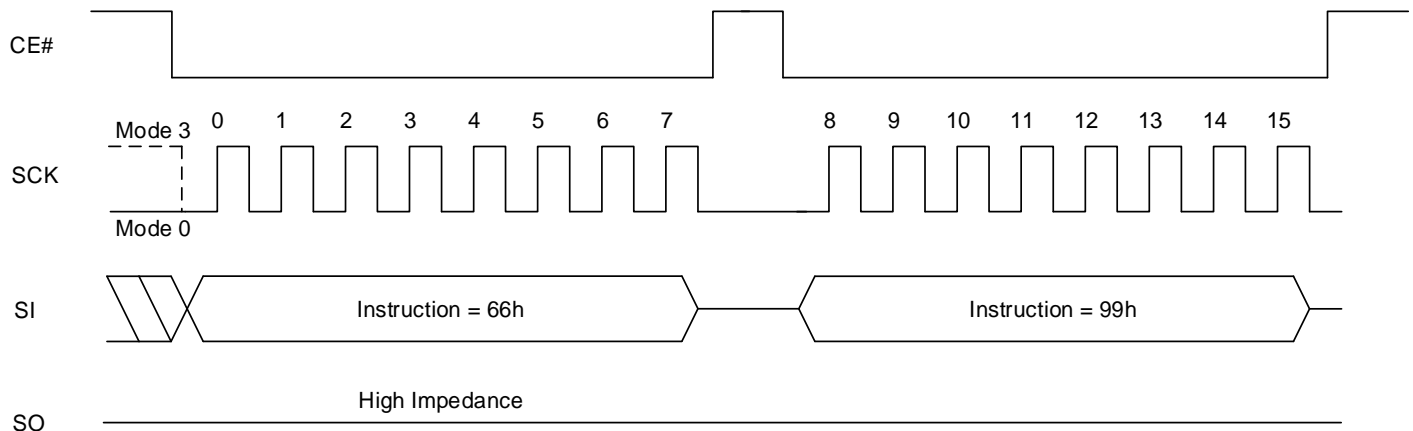 CE#
0 1 2 3 4 5 6 7 8 9 10 11 12 13 14 15
Mode 3
SCK
Mode 0
SI
Instruction = 66h Instruction = 99h
High Impedance
SO